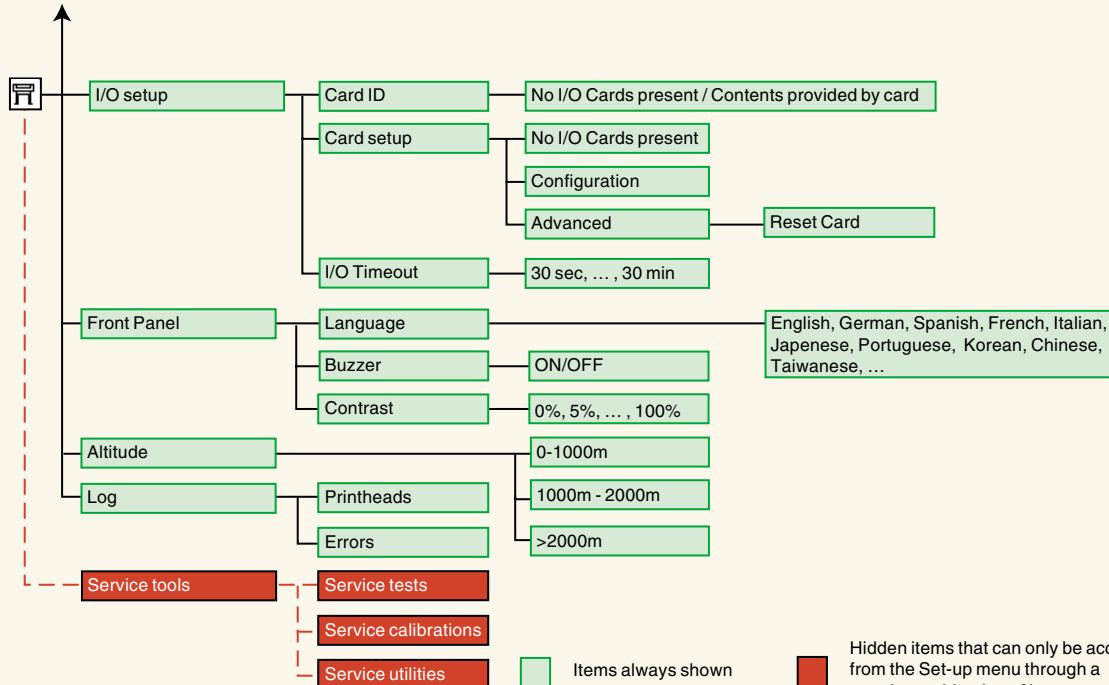 I/O setup
Card ID
No I/O Cards present / Contents provided by card
Card setup
No I/O Cards present
Configuration
Advanced
Reset Card
I/O Timeout
30 sec, … , 30 min
Front Panel
Language
English, German, Spanish, French, Italian,
Japenese, Portuguese, Korean, Chinese,
Taiwanese, …
Buzzer
ON/OFF
Contrast
0%, 5%, … , 100%
Altitude
0-1000m
1000m - 2000m
>2000m
Log
Printheads
Errors
Service tools
Service tests
Service calibrations
Service utilities
Items always shown
Hidden items that can only be
from the Set-up menu through a